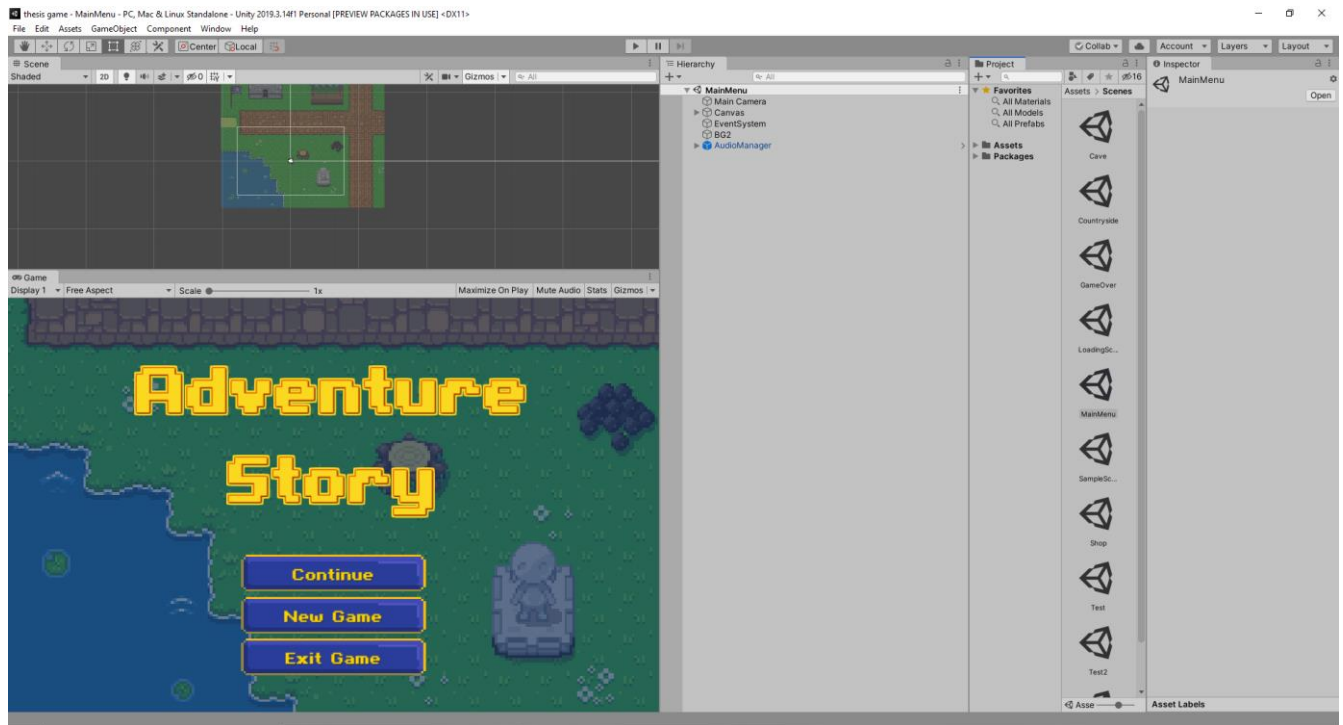 thesis game - MainMenu - PC, Mac & Linux Standalone - Unity 2019.3.14f1 Personal [PREVIEW PACKAGES IN USE] <DX11>
File Edit Assets GameObject Component Window Help
Center Local
Collab Account Layers Layout
Scene
Shaded 2D 0 Gizmos All
Game
Display 1 Free Aspect Scale 1x Maximize On Play Mute Audio Stats Gizmos
Adventure
Story
Continue
New Game
Exit Game
Hierarchy
All
MainMenu
Main Camera
Canvas
EventSystem
BG2
AudioManager
Project
16
Favorites
All Materials
All Models
All Prefabs
Assets
Packages
Assets > Scenes
Cave
Countryside
GameOver
LoadingSc...
MainMenu
SampleSc...
Shop
Test
Test2
Asse
Inspector
MainMenu
Open
Asset Labels